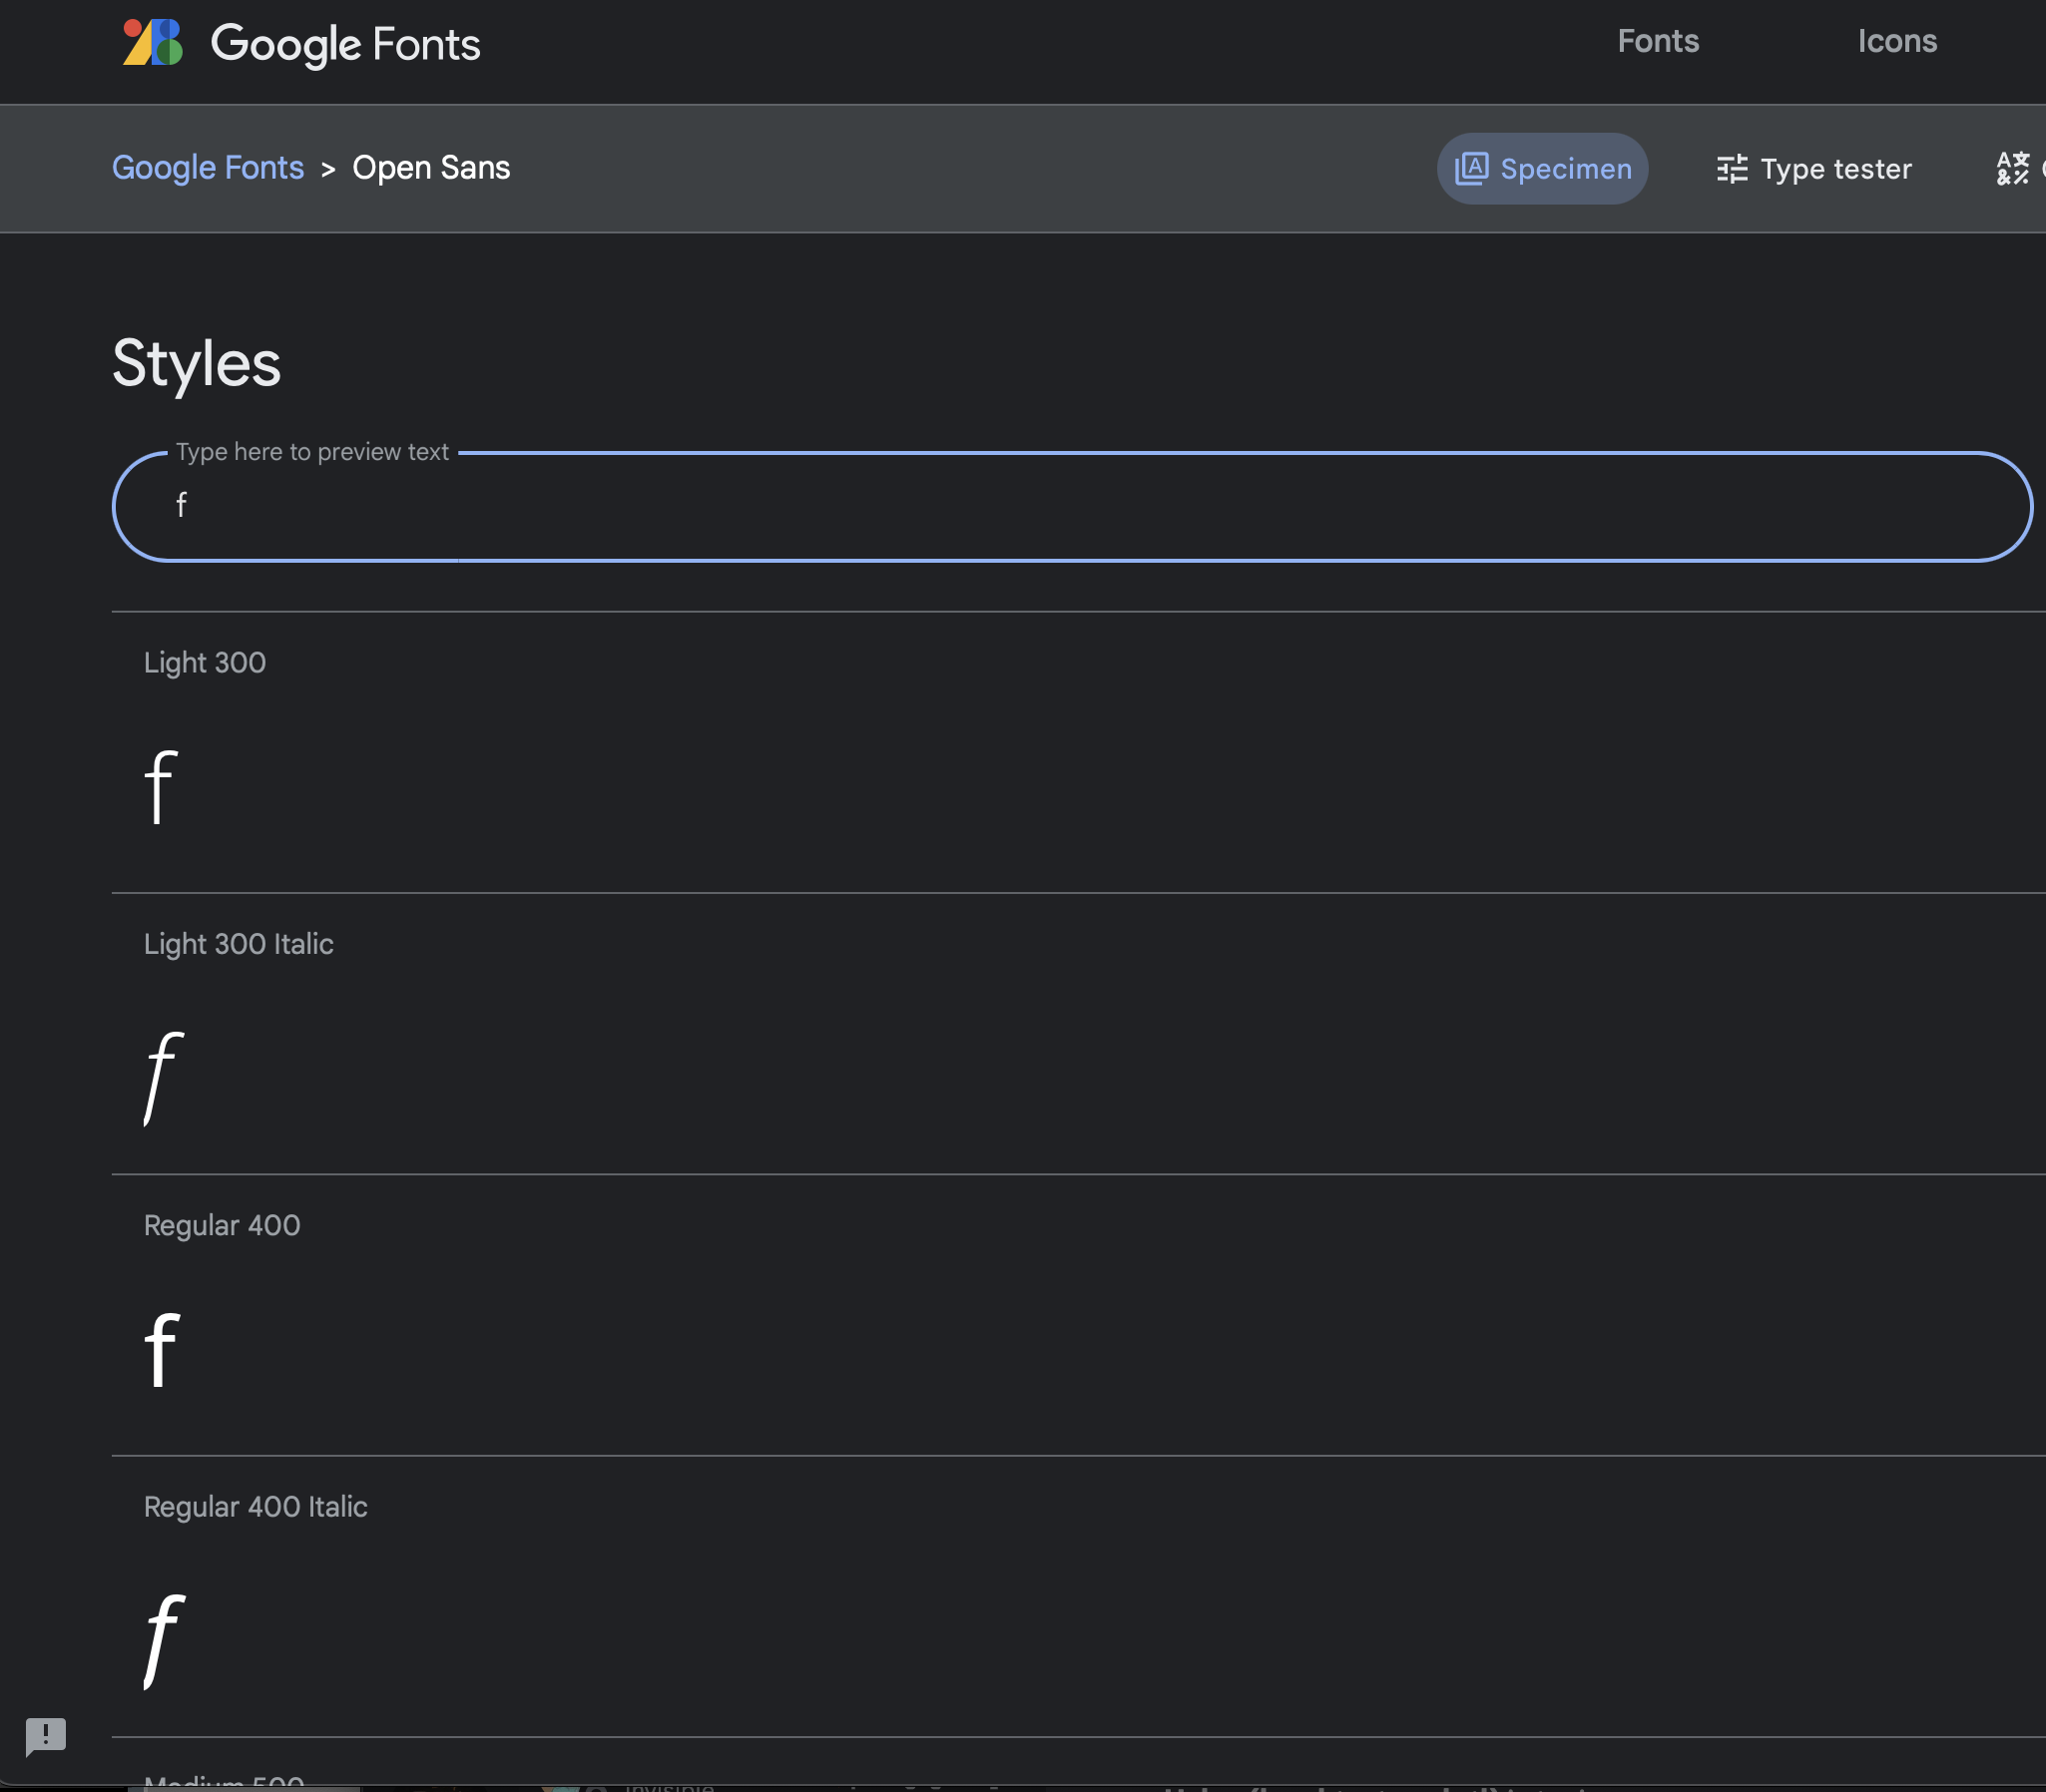 Google Fonts
Fonts
Icons
Google Fonts > Open Sans
Specimen
Type tester
Styles
Type here to preview text
f
Light 300
f
Light 300 Italic
f
Regular 400
f
Regular 400 Italic
f
Medium 500
invisible